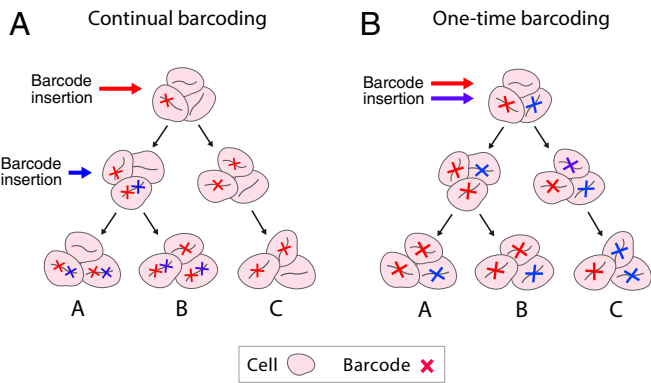 A
Continual barcoding
Barcode
insertion
Barcode
insertion
A
B
C
B
One-time barcoding
Barcode
insertion
A
B
C
Cell
Barcode